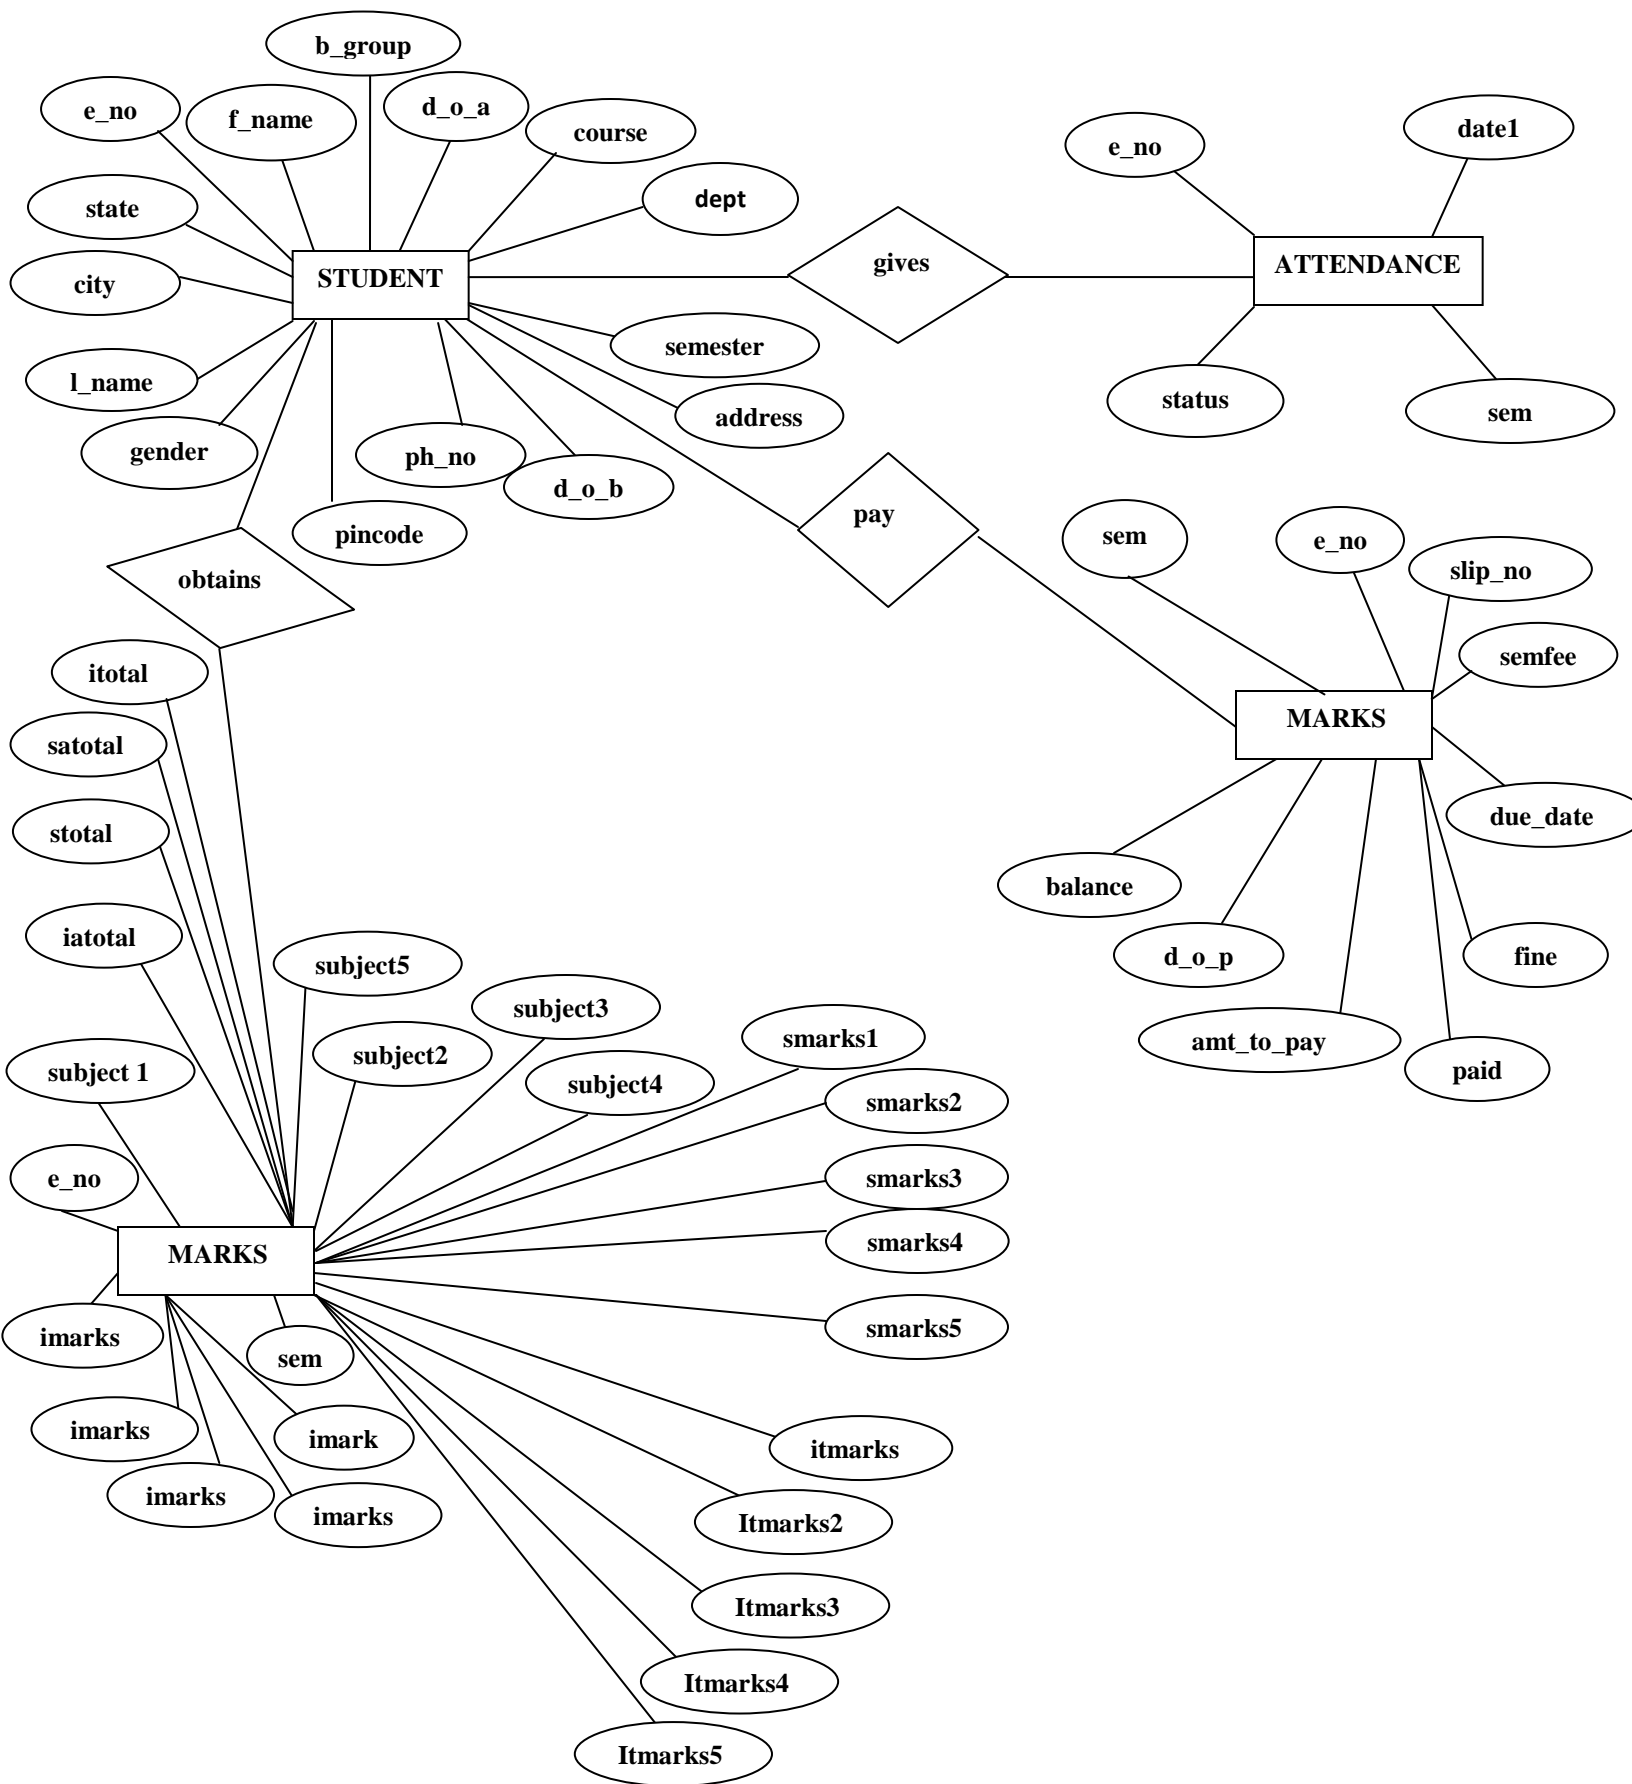 b_group
e_no
f_name
d_o_a
course
dept
state
city
STUDENT
l_name
gender
pincode
ph_no
d_o_b
address
semester
gives
e_no
date1
ATTENDANCE
status
sem
pay
obtains
sem
e_no
slip_no
semfee
MARKS
due_date
balance
d_o_p
amt_to_pay
paid
fine
itotal
satotal
stotal
iatotal
subject5
subject3
subject2
subject4
subject 1
e_no
MARKS
smarks1
smarks2
smarks3
smarks4
smarks5
imarks
sem
imarks
imark
imarks
imarks
itmarks
Itmarks2
Itmarks3
Itmarks4
Itmarks5